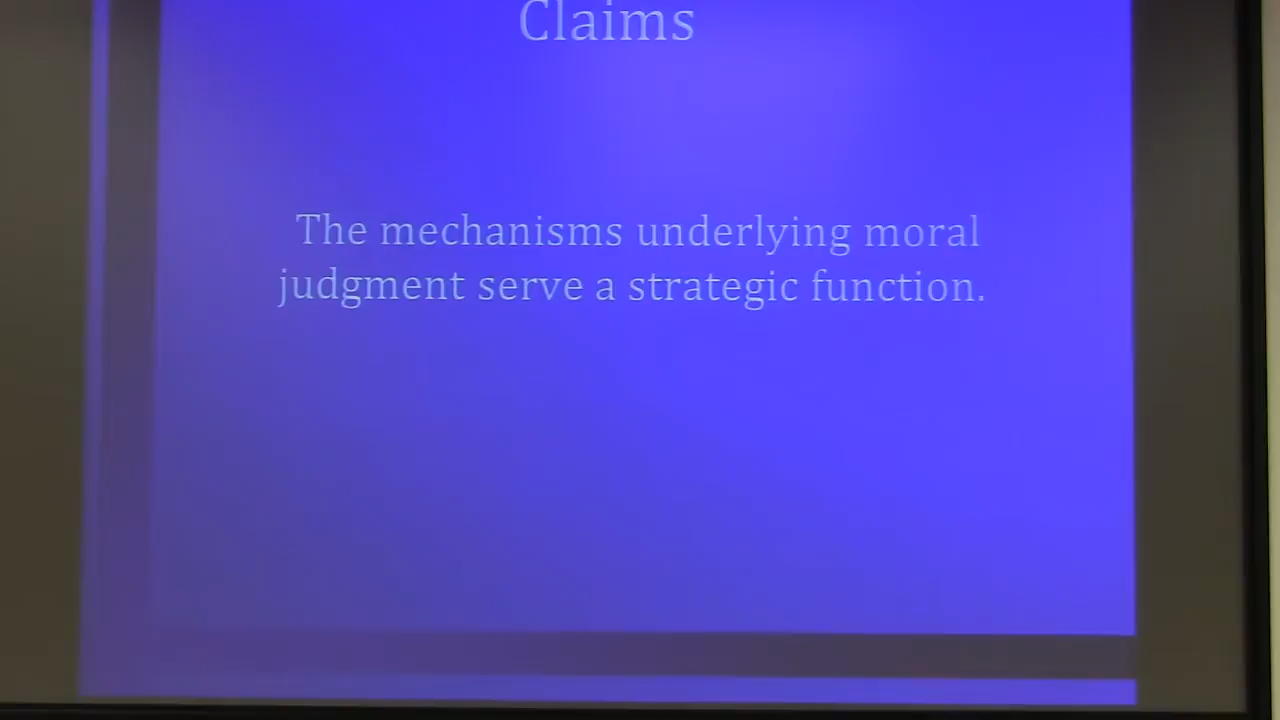 Claims
The mechanisms underlying moral
judgment serve a strategic function.